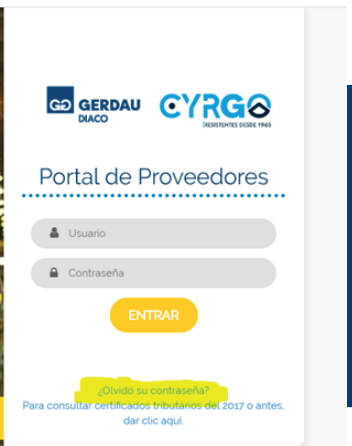 GG GERDAU
DIACO
CYRGO
RESISTENTES DESDE 1965
Portal de Proveedores
Usuario
Contraseña
ENTRAR
¿Olvidó su contraseña?
Para consultar certificados tributarios del 2017 o antes,
dar clic aquí.